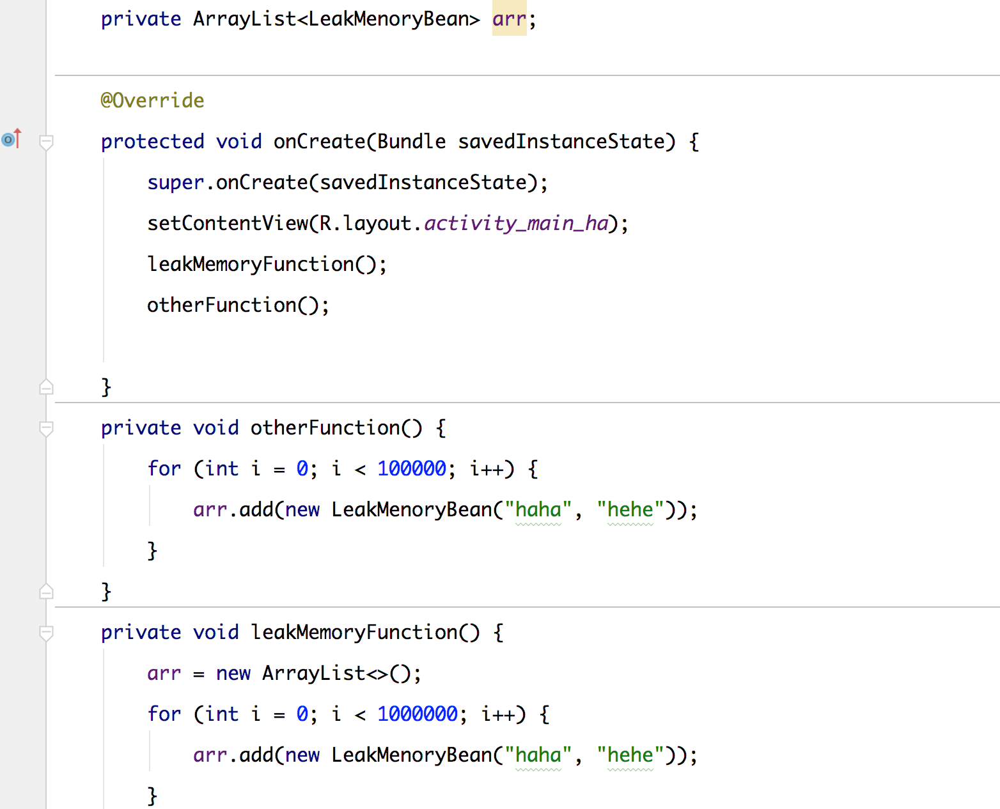 private ArrayList<LeakMenoryBean> arr;
@Override
protected void onCreate(Bundle savedInstanceState) {
super.onCreate(savedInstanceState);
setContentView(R.layout.activity_main_ha);
leakMemoryFunction();
otherFunction();
}
private void otherFunction() {
for (int i = 0; i < 100000; i++) {
arr.add(new LeakMenoryBean("haha", "hehe"));
}
}
private void leakMemoryFunction() {
arr = new ArrayList<>();
for (int i = 0; i < 1000000; i++) {
arr.add(new LeakMenoryBean("haha", "hehe"));
}